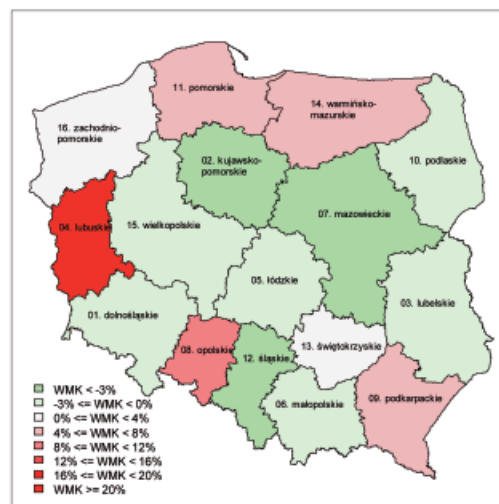 11. pomorskie
14. warmińsko-
mazurskie
16. zachodnio-
pomorskie
02. kujawsko-
pomorskie
10. podlaskie
07. mazowieckie
04. lubuskie
15. wielkopolskie
05. łódzkie
03. lubelskie
01. dolnośląskie
08. opolskie
13. świętokrzyskie
12. śląskie
06. małopolskie
09. podkarpackie
WMK < -3%
-3% <= WMK < 0%
0% <= WMK < 4%
4% <= WMK < 8%
8% <= WMK < 12%
12% <= WMK < 16%
16% <= WMK < 20%
WMK >= 20%